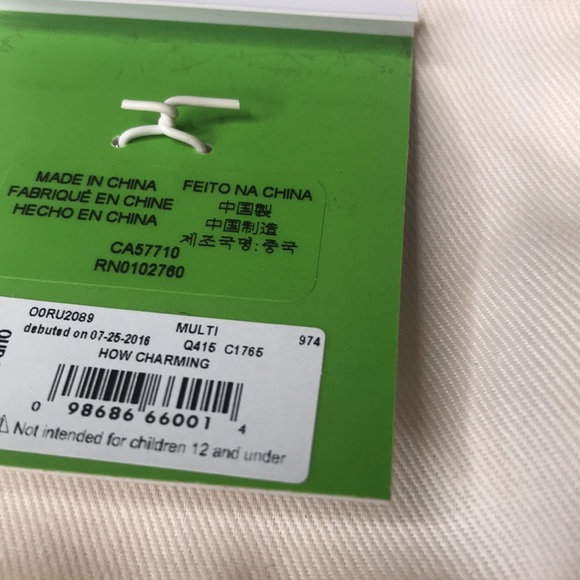 MADE IN CHINA
FABRIQUÉ EN CHINE
HECHO EN CHINA
FEITO NA CHINA
中国製
中国制造
제조국명:중국
CA57710
RN0102760
O0RU2089 MULTI 974
debuted on 07-25-2016 Q415 C1765
HOW CHARMING
0 98686 66001 4
⚠ Not intended for children 12 and under